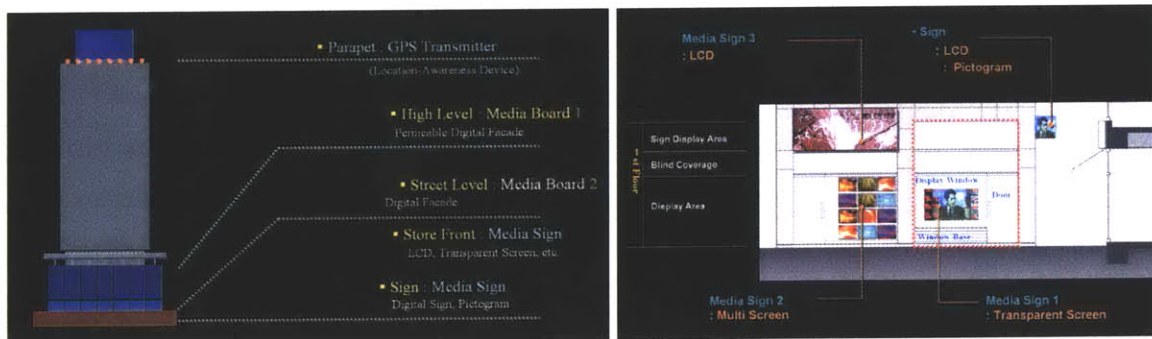 ▪ Parapet : GPS Transmitter
(Location-Awareness Device)
▪ High Level : Media Board 1
Permeable Digital Facade
▪ Street Level : Media Board 2
Digital Facade
▪ Store Front : Media Sign
LCD, Transparent Screen, etc.
▪ Sign : Media Sign
Digital Sign, Pictogram
Media Sign 3
: LCD
- Sign
: LCD
: Pictogram
1st Floor
Sign Display Area
Blind Coverage
Display Area
Display Window
Door
Window Base
Media Sign 2
: Multi Screen
Media Sign 1
: Transparent Screen